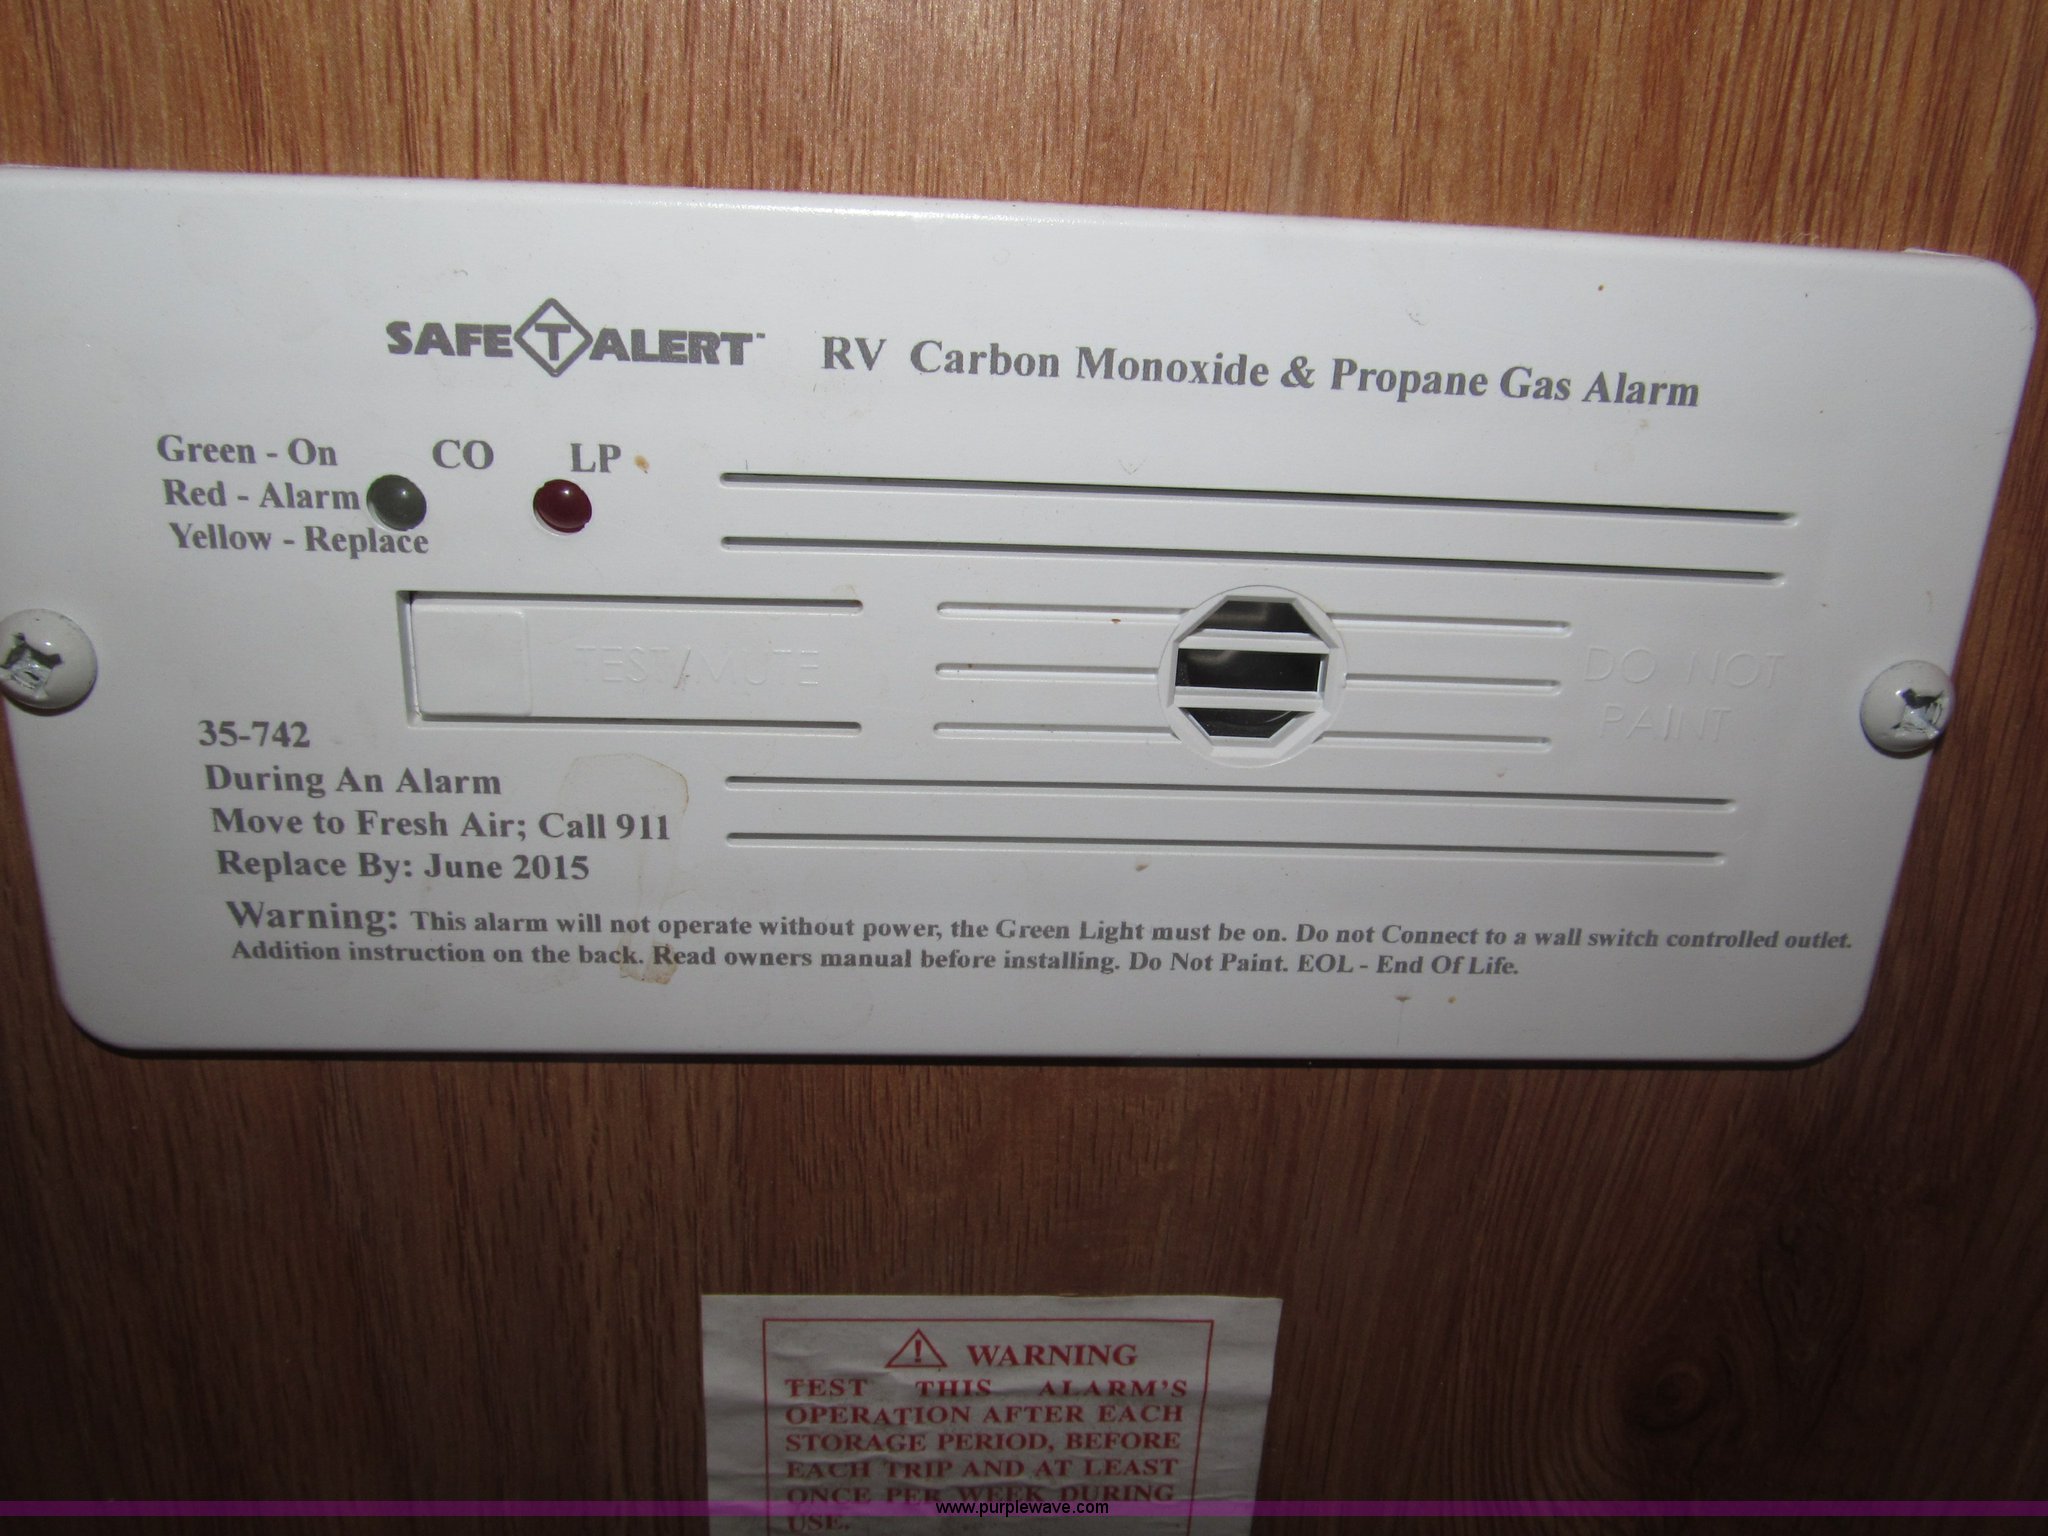 SAFE T ALERT™ RV Carbon Monoxide & Propane Gas Alarm
Green - On CO LP
Red - Alarm
Yellow - Replace
TEST/MUTE
DO NOT
PAINT
35-742
During An Alarm
Move to Fresh Air; Call 911
Replace By: June 2015
Warning: This alarm will not operate without power, the Green Light must be on. Do not Connect to a wall switch controlled outlet.
Addition instruction on the back. Read owners manual before installing. Do Not Paint. EOL - End Of Life.
WARNING
TEST THIS ALARM'S
OPERATION AFTER EACH
STORAGE PERIOD, BEFORE
EACH TRIP AND AT LEAST
ONCE PER WEEK DURING
USE.
www.purplewave.com